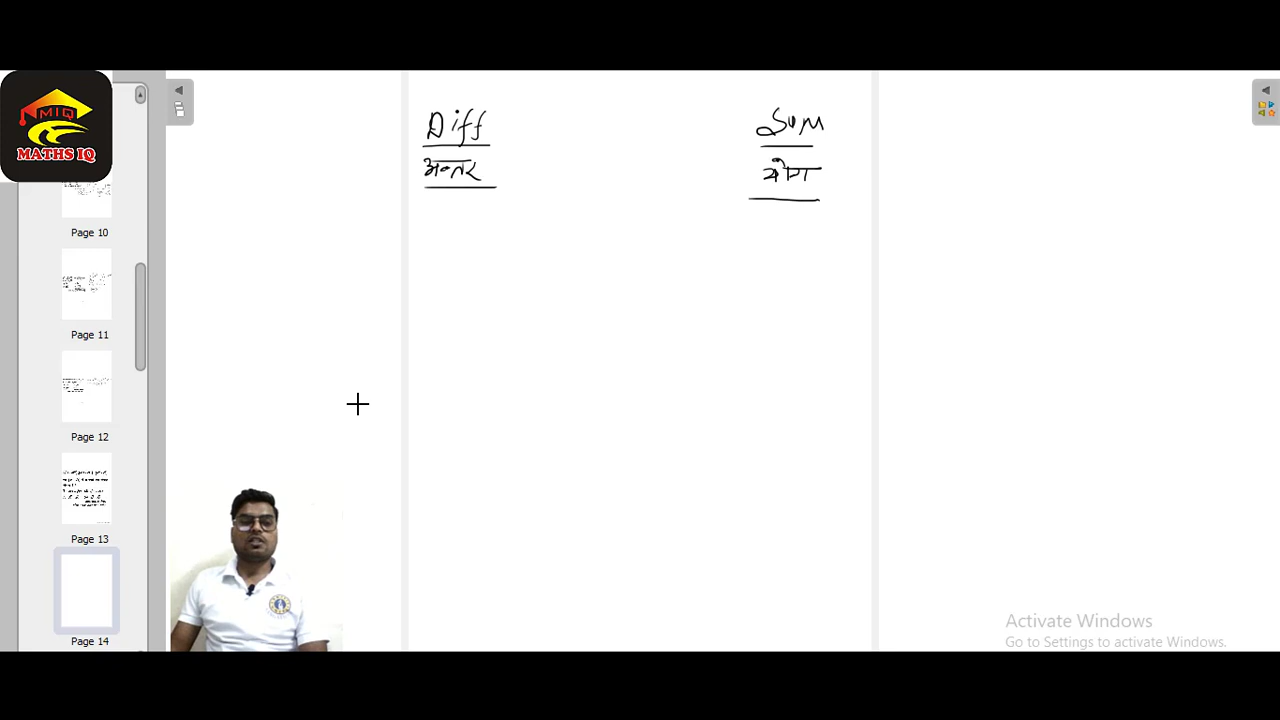 MIQ
MATHS IQ
Diff
अन्तर
Sum
योग
Page 10
Page 11
Page 12
Page 13
Page 14
Activate Windows
Go to Settings to activate Windows.